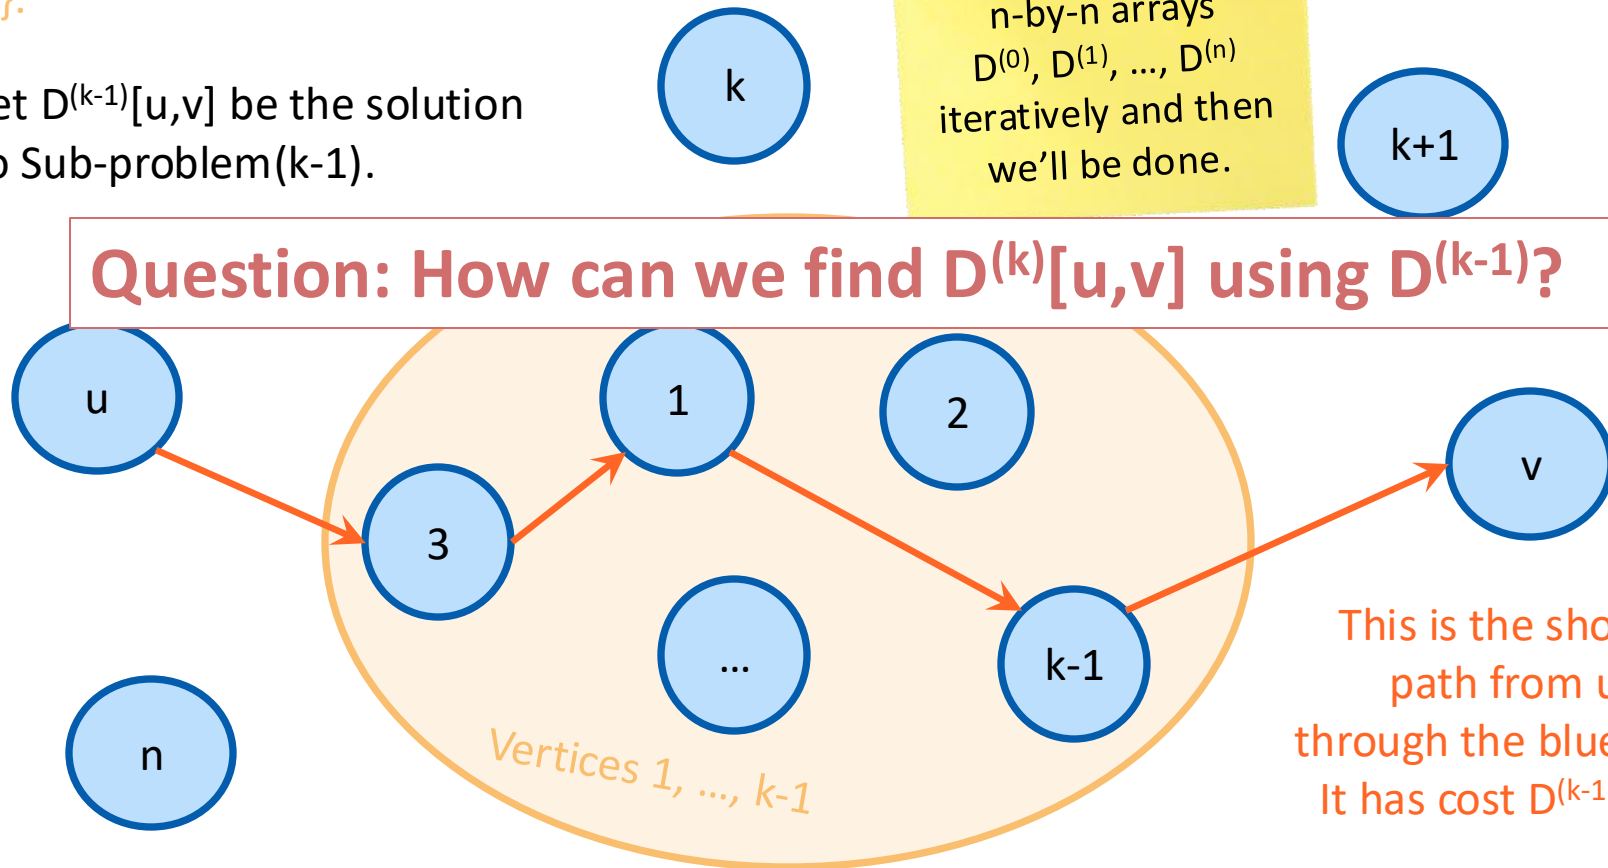 }.
n-by-n arrays
D⁽⁰⁾, D⁽¹⁾, …, D⁽ⁿ⁾
iteratively and then
we'll be done.
D⁽ᵏ⁻¹⁾[u,v] be the solution
Sub-problem(k-1).
k
k+1
Question: How can we find D⁽ᵏ⁾[u,v] using D⁽ᵏ⁻¹⁾?
u
1
2
v
3
...
k-1
n
Vertices 1, …, k-1
This is the
path from u
through the blue
It has cost D⁽ᵏ⁻¹